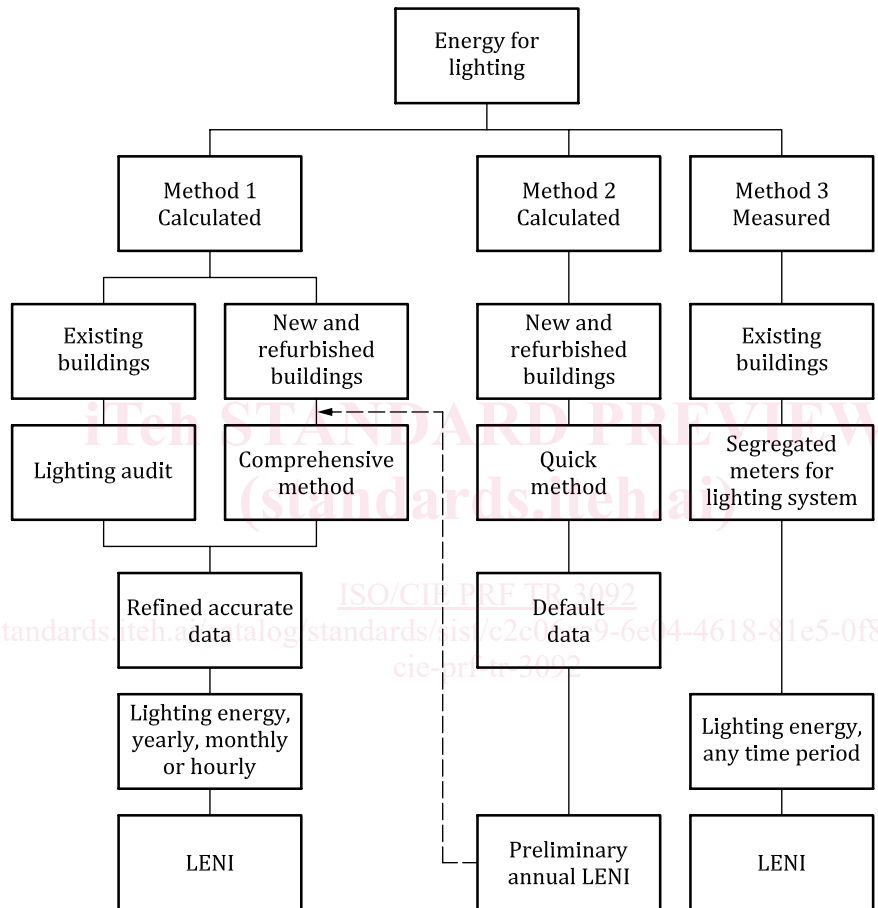 Energy for
lighting
Method 1
Calculated
Method 2
Calculated
Method 3
Measured
Existing
buildings
New and
refurbished
buildings
New and
refurbished
buildings
Existing
buildings
iTeh STANDARD PREVIEW
Lighting audit
Comprehensive
method
Quick
method
Segregated
meters for
lighting system
(standards.iteh.ai)
ISO/CIE PRF TR 3092
Refined accurate
data
Default
data
cie-prf-tr-3092
Lighting energy,
yearly, monthly
or hourly
Lighting energy,
any time period
LENI
Preliminary
annual LENI
LENI